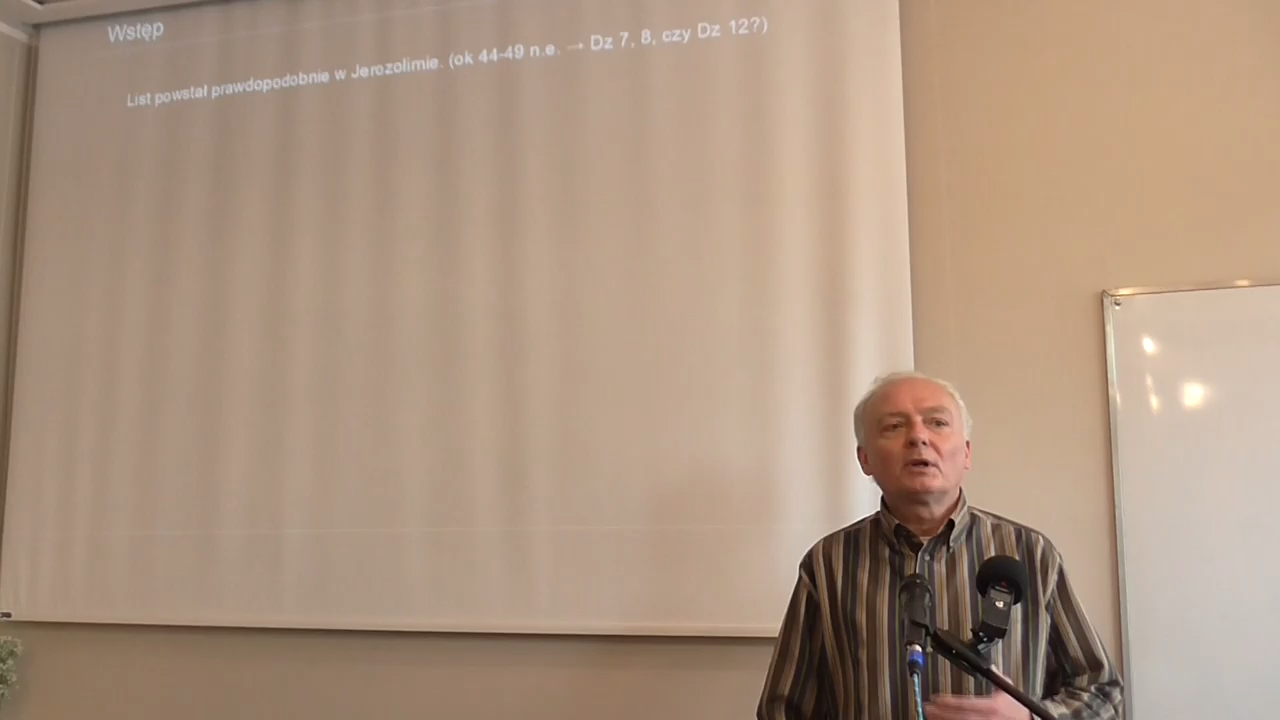 Wstęp
List powstał prawdopodobnie w Jerozolimie. (ok 44-49 n.e. → Dz 7, 8, czy Dz 12?)